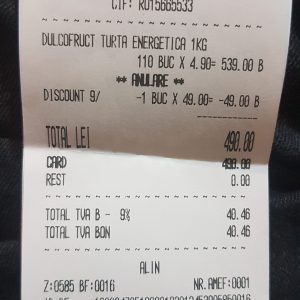 CIF: RO15665533
DULCOFRUCT TURTA ENERGETICA 1KG
110 BUC X 4.90= 539.00 B
** ANULARE **
DISCOUNT 9/ -1 BUC X 49.00= -49.00 B
TOTAL LEI 490.00
CARD 490.00
REST 0.00
TOTAL TVA B - 9% 40.46
TOTAL TVA BON 40.46
ALIN
Z:0585 BF:0016 NR.AMEF:0001